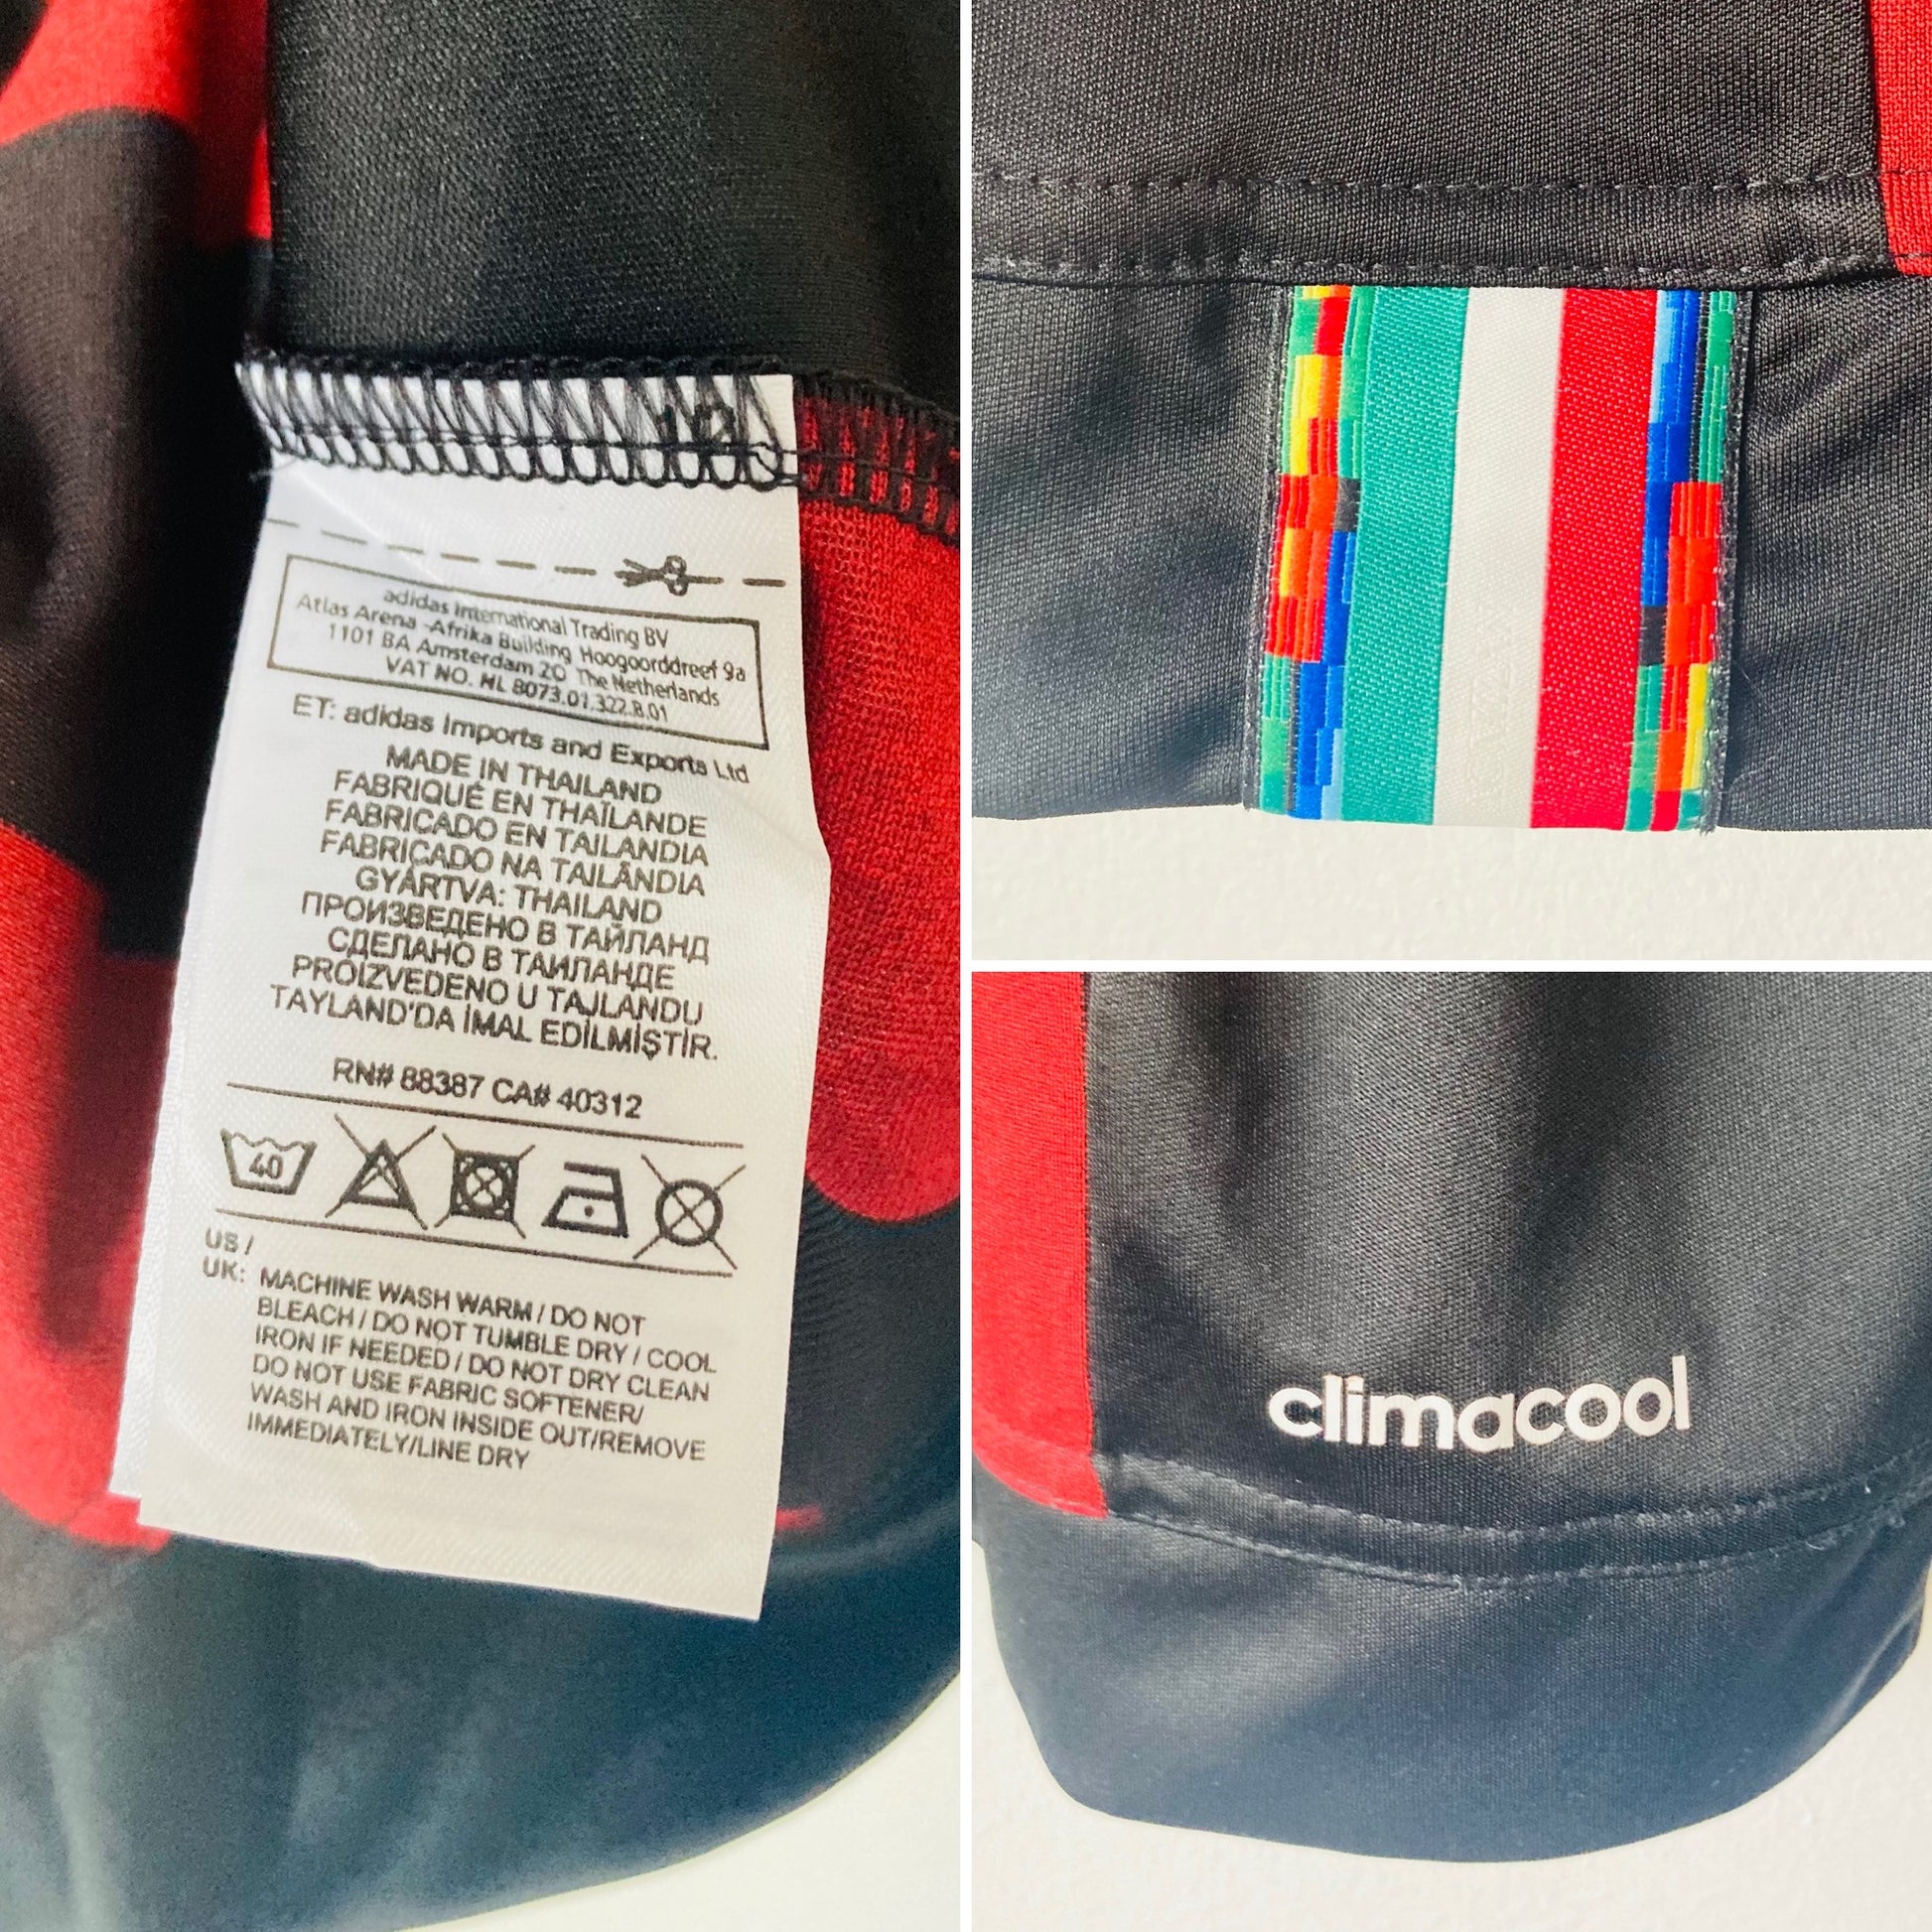 1/2
adidas International Trading BV
Atlas Arena -Afrika Building Hoogoorddreef 9a
1101 BA Amsterdam ZO The Netherlands
VAT NO. NL 8073.01.322.B.01
ET: adidas Imports and Exports Ltd
MADE IN THAILAND
FABRIQUÉ EN THAÏLANDE
FABRICADO EN TAILANDIA
FABRICADO NA TAILÂNDIA
GYÁRTVA: THAILAND
ПРОИЗВЕДЕНО В ТАЙЛАНД
СДЕЛАНО В ТАИЛАНДЕ
PROIZVEDENO U TAJLANDU
TAYLAND'DA İMAL EDİLMİŞTİR.
RN# 88387 CA# 40312
40
US /
UK: MACHINE WASH WARM / DO NOT
BLEACH / DO NOT TUMBLE DRY / COOL
IRON IF NEEDED / DO NOT DRY CLEAN
DO NOT USE FABRIC SOFTENER/
WASH AND IRON INSIDE OUT/REMOVE
IMMEDIATELY/LINE DRY
climacool